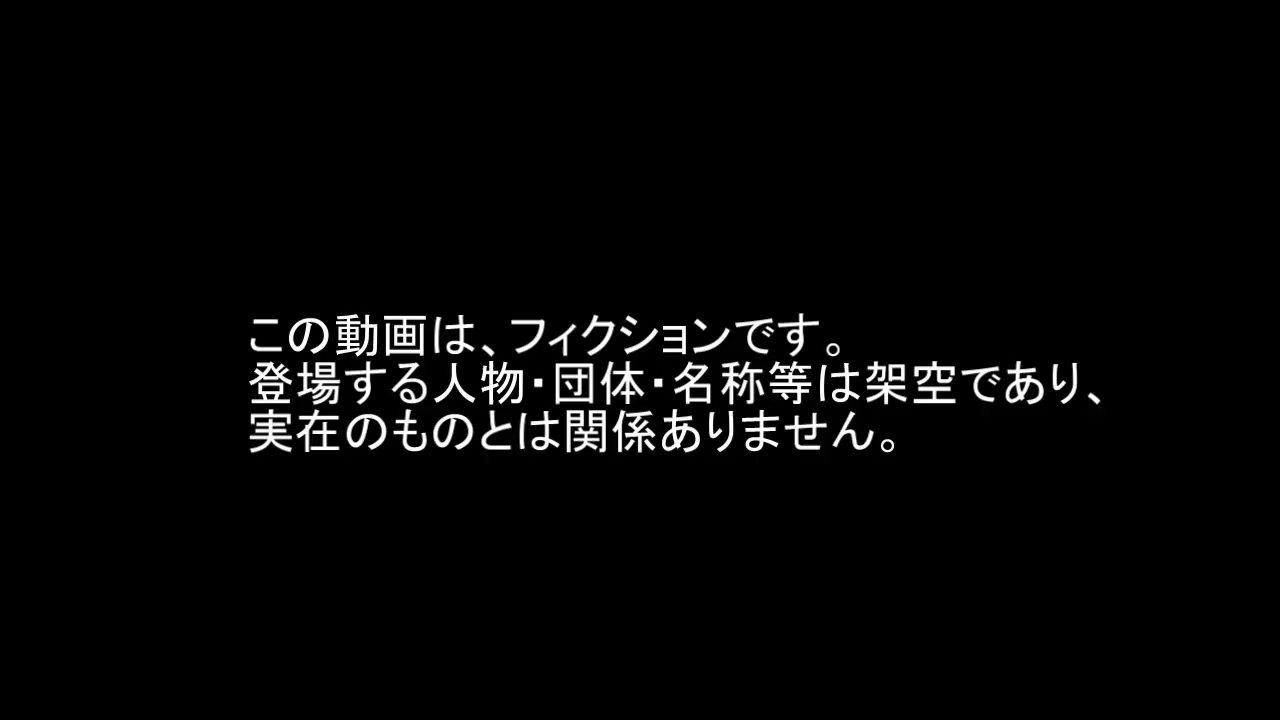 この動画は、フィクションです。
登場する人物・団体・名称等は架空であり、
実在のものとは関係ありません。